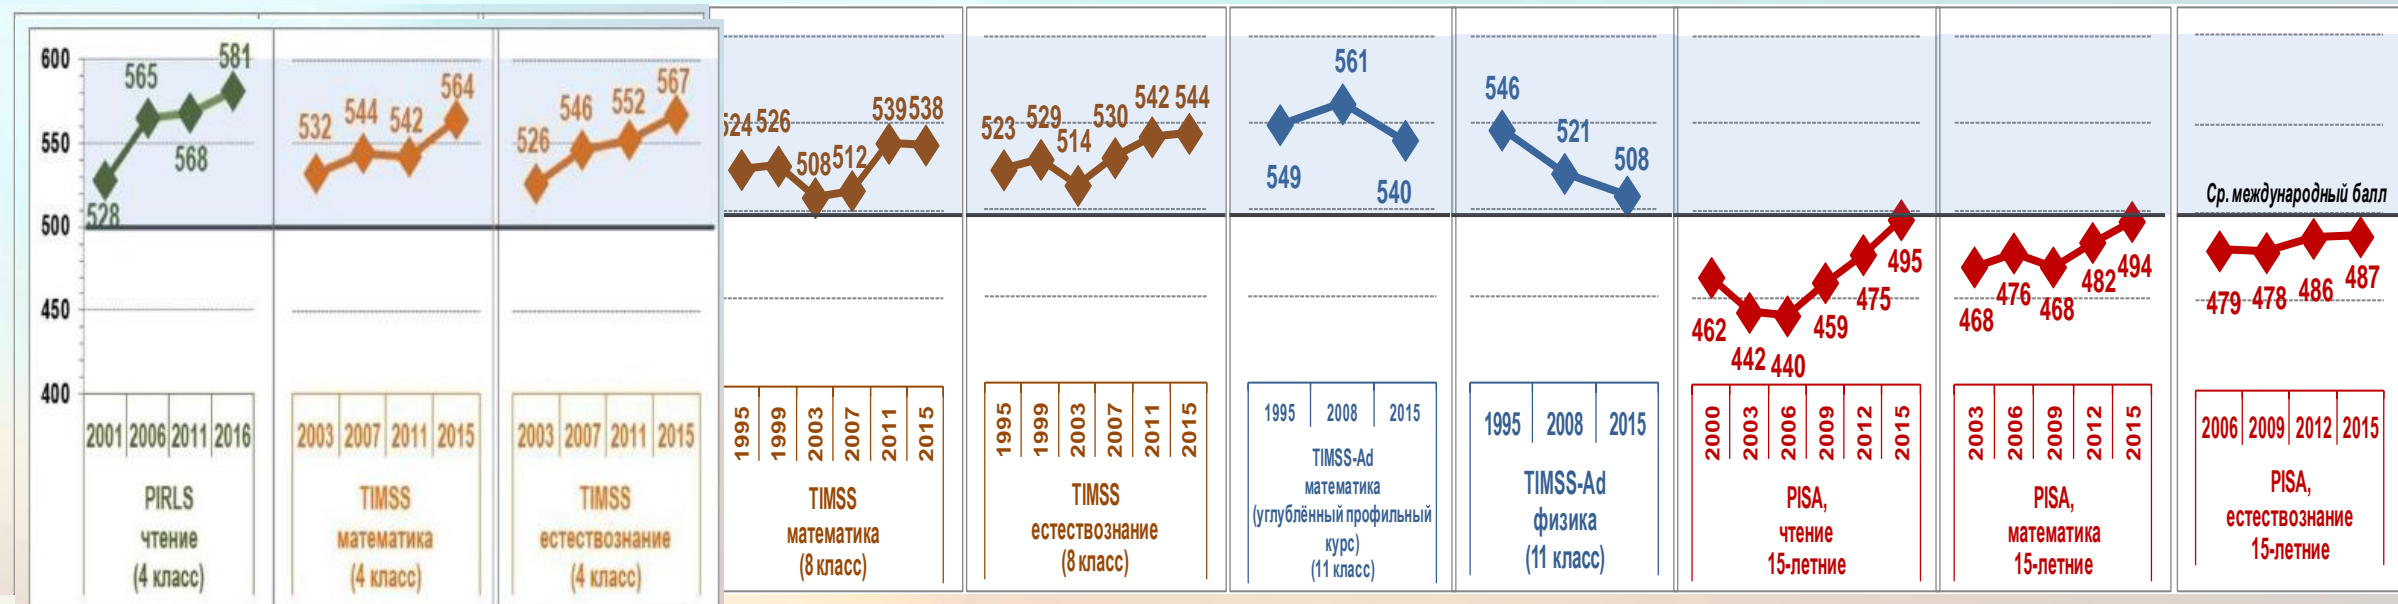 600
550
500
450
400
528
565
568
581
2001 2006 2011 2016
PIRLS
чтение
(4 класс)
532
544
542
564
2003 2007 2011 2015
TIMSS
математика
(4 класс)
526
546
552
567
2003 2007 2011 2015
TIMSS
естествознание
(4 класс)
524 526
508 512
539 538
1995 1999 2003 2007 2011 2015
TIMSS
математика
(8 класс)
523
529
514
530
542 544
1995 1999 2003 2007 2011 2015
TIMSS
естествознание
(8 класс)
549
561
540
1995 2008 2015
TIMSS-Ad
математика
(углублённый профильный
курс)
(11 класс)
546
521
508
1995 2008 2015
TIMSS-Ad
физика
(11 класс)
462
442 440
459
475
495
2000 2003 2006 2009 2012 2015
PISA,
чтение
15-летние
468
476
468
482
494
2003 2006 2009 2012 2015
PISA,
математика
15-летние
Ср. международный балл
479 478 486 487
2006 2009 2012 2015
PISA,
естествознание
15-летние